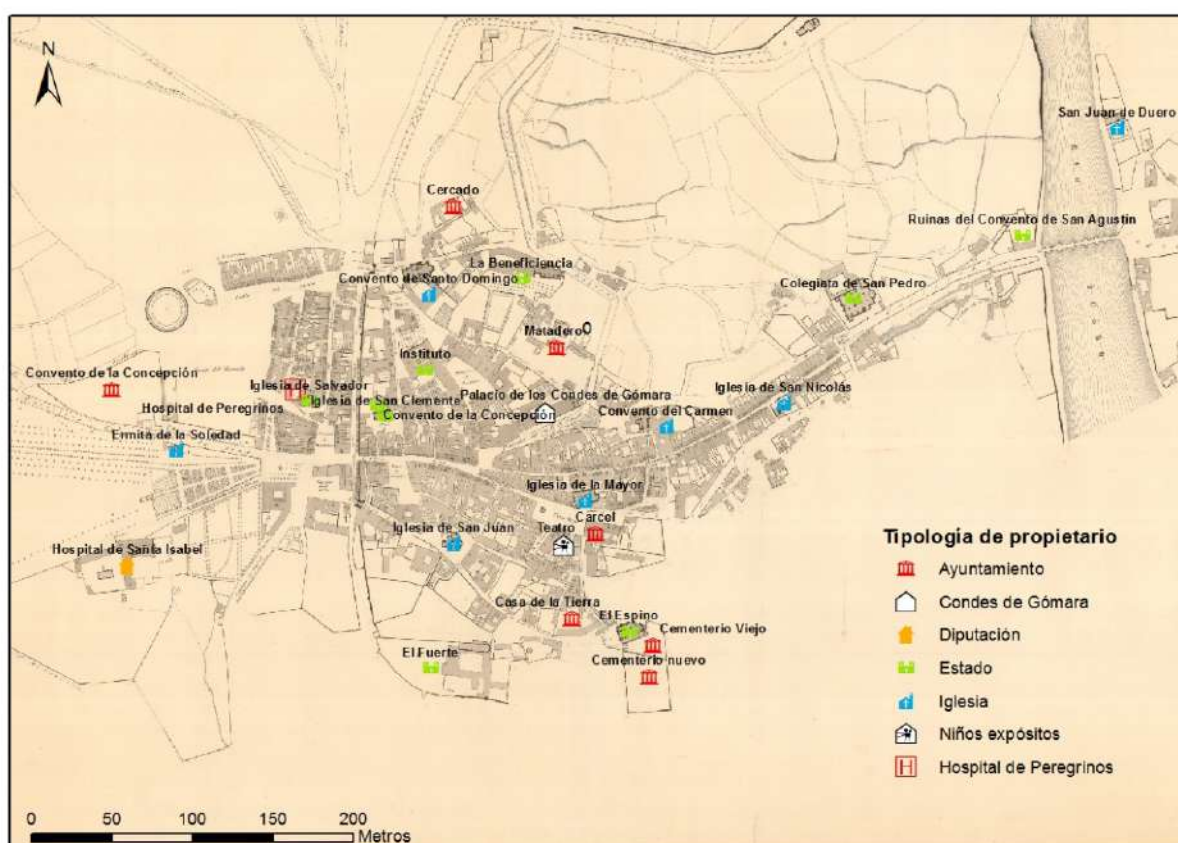 N
San Juan de Duero
Cercado
Ruinas del Convento de San Agustín
La Beneficiencia
Convento de Santo Domingo
Colegiata de San Pedro
Matadero
Instituto
Convento de la Concepción
Iglesia de Salvador
Palacio de los Condes de Gómara
Iglesia de San Nicolás
Hospital de Peregrinos
Iglesia de San Clemente
Convento de la Concepción
Convento del Carmen
Ermita de la Soledad
Iglesia de la Mayor
Iglesia de San Juan
Teatro
Carcel
Hospital de Santa Isabel
Casa de la Tierra
El Espino
Cementerio Viejo
El Fuerte
Cementerio nuevo
Tipología de propietario
Ayuntamiento
Condes de Gómara
Diputación
Estado
Iglesia
Niños expósitos
H Hospital de Peregrinos
0 50 100 150 200
Metros